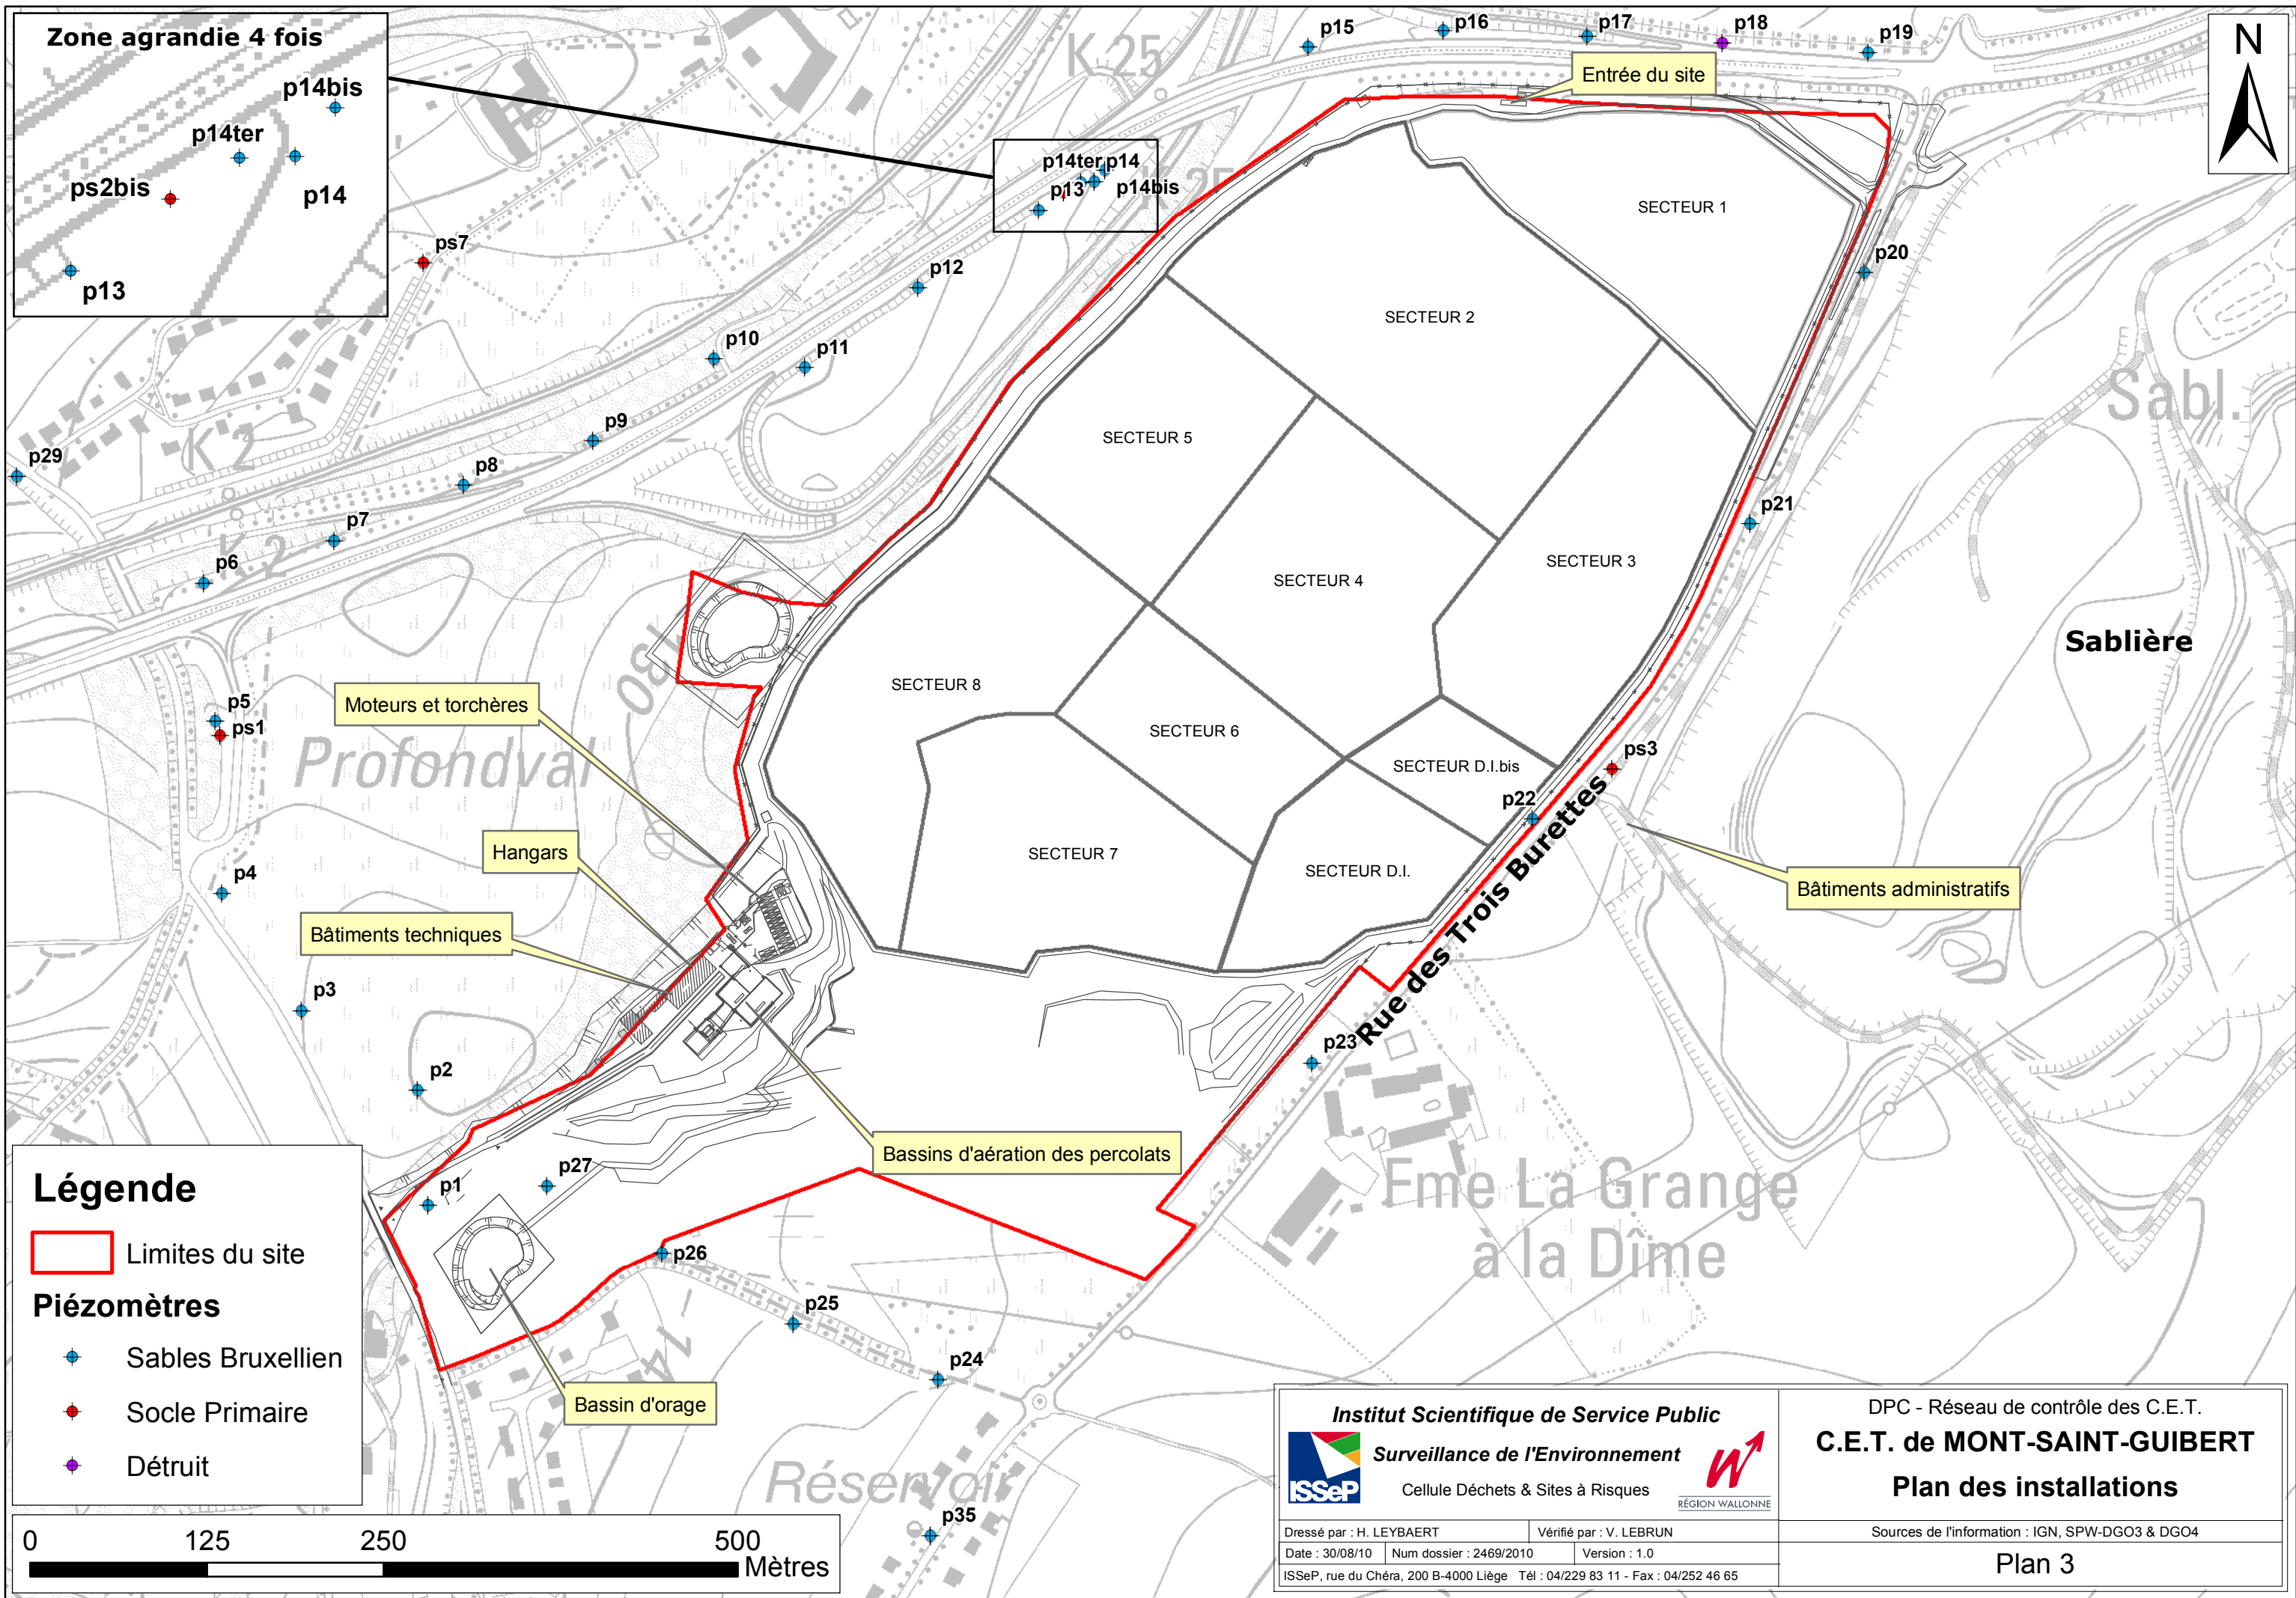 Zone agrandie 4 fois
p14bis
p14ter
ps2bis
p14
p13
K 25
p15
p16
p17
p18
p19
Entrée du site
N
p14ter
p14
p13
p14bis
K 25
SECTEUR 1
ps7
p12
p20
SECTEUR 2
p10
p11
Sabl.
p9
SECTEUR 5
K 2
p29
p8
p21
p7
K 2
p6
SECTEUR 4
SECTEUR 3
Sablière
180
SECTEUR 8
Moteurs et torchères
p5
ps1
SECTEUR 6
Profondval
SECTEUR D.I.bis
ps3
p22
Hangars
SECTEUR 7
SECTEUR D.I.
Rue des Trois Burettes
Bâtiments administratifs
p4
Bâtiments techniques
p3
p23
p2
Bassins d'aération des percolats
p27
p1
Fme La Grange
à la Dîme
p26
p25
14
p24
Bassin d'orage
Réservoir
p35
Légende
Limites du site
Piézomètres
Sables Bruxellien
Socle Primaire
Détruit
0 125 250 500
Mètres
Institut Scientifique de Service Public
Surveillance de l'Environnement
Cellule Déchets & Sites à Risques
ISSeP
RÉGION WALLONNE
DPC - Réseau de contrôle des C.E.T.
C.E.T. de MONT-SAINT-GUIBERT
Plan des installations
Dressé par : H. LEYBAERT
Vérifié par : V. LEBRUN
Sources de l'information : IGN, SPW-DGO3 & DGO4
Date : 30/08/10
Num dossier : 2469/2010
Version : 1.0
Plan 3
ISSeP, rue du Chéra, 200 B-4000 Liège Tél : 04/229 83 11 - Fax : 04/252 46 65